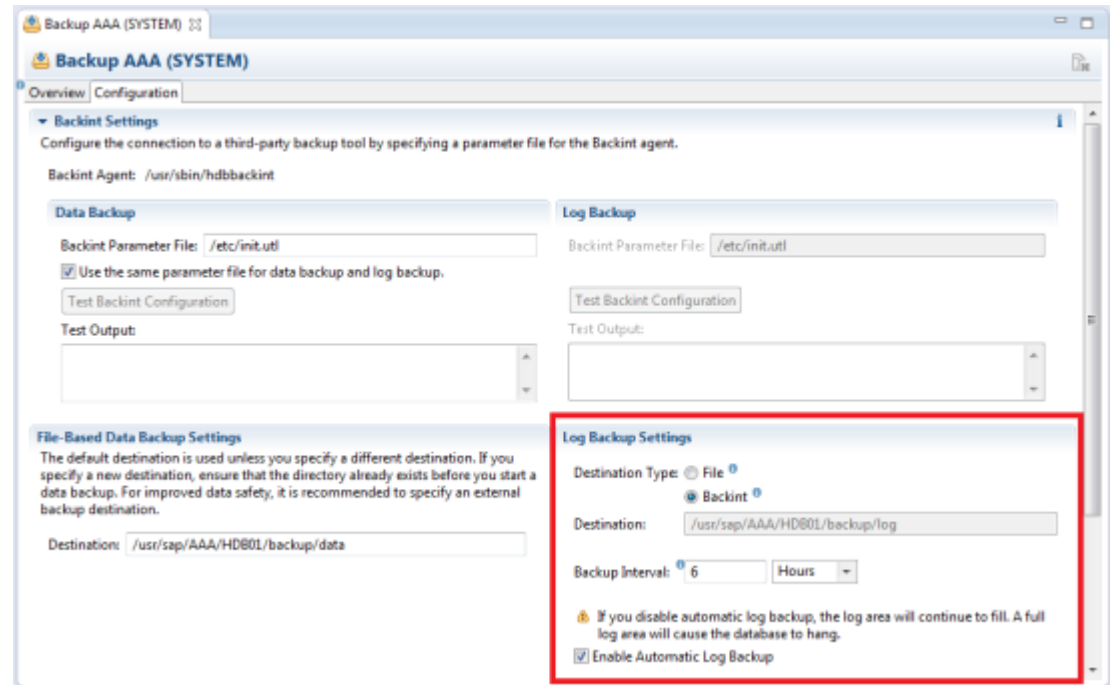 Backup AAA (SYSTEM)
Backup AAA (SYSTEM)
Overview Configuration
Backint Settings
Configure the connection to a third-party backup tool by specifying a parameter file for the Backint agent.
Backint Agent: /usr/sbin/hdbbackint
Data Backup
Backint Parameter File: /etc/init.utl
Use the same parameter file for data backup and log backup.
Test Backint Configuration
Test Output:
Log Backup
Backint Parameter File: /etc/init.utl
Test Backint Configuration
Test Output:
File-Based Data Backup Settings
The default destination is used unless you specify a different destination. If you
specify a new destination, ensure that the directory already exists before you start a
data backup. For improved data safety, it is recommended to specify an external
backup destination.
Destination: /usr/sap/AAA/HDB01/backup/data
Log Backup Settings
Destination Type: File
Backint
Destination: /usr/sap/AAA/HDB01/backup/log
Backup Interval: 6 Hours
If you disable automatic log backup, the log area will continue to fill. A full
log area will cause the database to hang.
Enable Automatic Log Backup